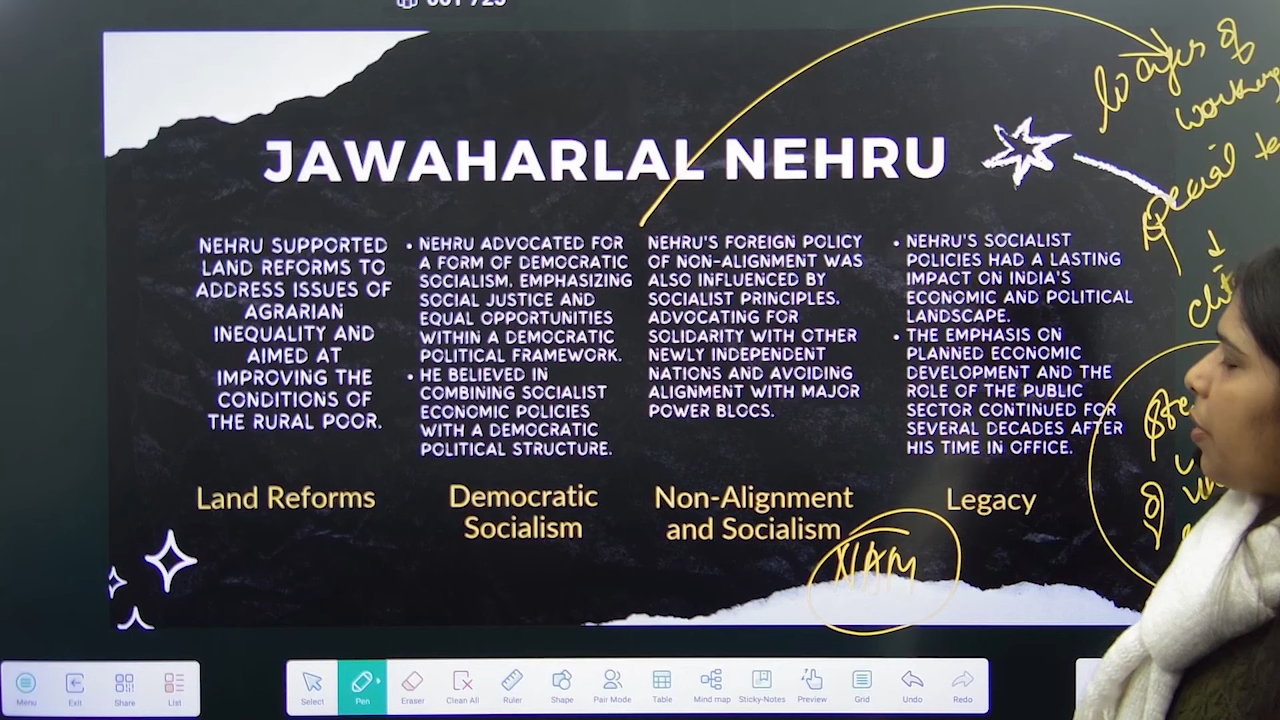 JAWAHARLAL NEHRU
NEHRU SUPPORTED
LAND REFORMS TO
ADDRESS ISSUES OF
AGRARIAN
INEQUALITY AND
AIMED AT
IMPROVING THE
CONDITIONS OF
THE RURAL POOR.
Land Reforms
• NEHRU ADVOCATED FOR
A FORM OF DEMOCRATIC
SOCIALISM, EMPHASIZING
SOCIAL JUSTICE AND
EQUAL OPPORTUNITIES
WITHIN A DEMOCRATIC
POLITICAL FRAMEWORK.
• HE BELIEVED IN
COMBINING SOCIALIST
ECONOMIC POLICIES
WITH A DEMOCRATIC
POLITICAL STRUCTURE.
Democratic
Socialism
NEHRU'S FOREIGN POLICY
OF NON-ALIGNMENT WAS
ALSO INFLUENCED BY
SOCIALIST PRINCIPLES,
ADVOCATING FOR
SOLIDARITY WITH OTHER
NEWLY INDEPENDENT
NATIONS AND AVOIDING
ALIGNMENT WITH MAJOR
POWER BLOCS.
Non-Alignment
and Socialism
NAM
• NEHRU'S SOCIALIST
POLICIES HAD A LASTING
IMPACT ON INDIA'S
ECONOMIC AND POLITICAL
LANDSCAPE.
• THE EMPHASIS ON
PLANNED ECONOMIC
DEVELOPMENT AND THE
ROLE OF THE PUBLIC
SECTOR CONTINUED FOR
SEVERAL DECADES AFTER
HIS TIME IN OFFICE.
Legacy
of
working
Menu
Exit
Share
List
Select
Pen
Eraser
Clean All
Ruler
Shape
Pair Mode
Table
Mind map
Sticky-Notes
Preview
Grid
Undo
Redo